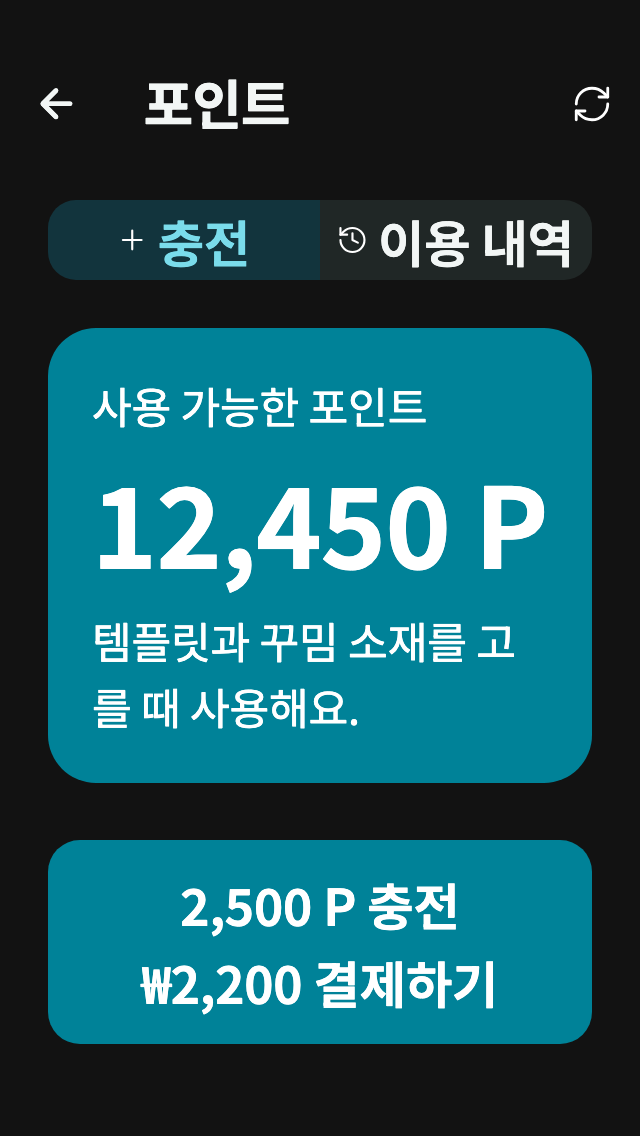 포인트
충전
이용 내역
사용 가능한 포인트
12,450 P
템플릿과 꾸밈 소재를 고
를 때 사용해요.
2,500 P 충전
₩2,200 결제하기